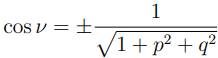 cos ν = ± 1 / √(1 + p² + q²)